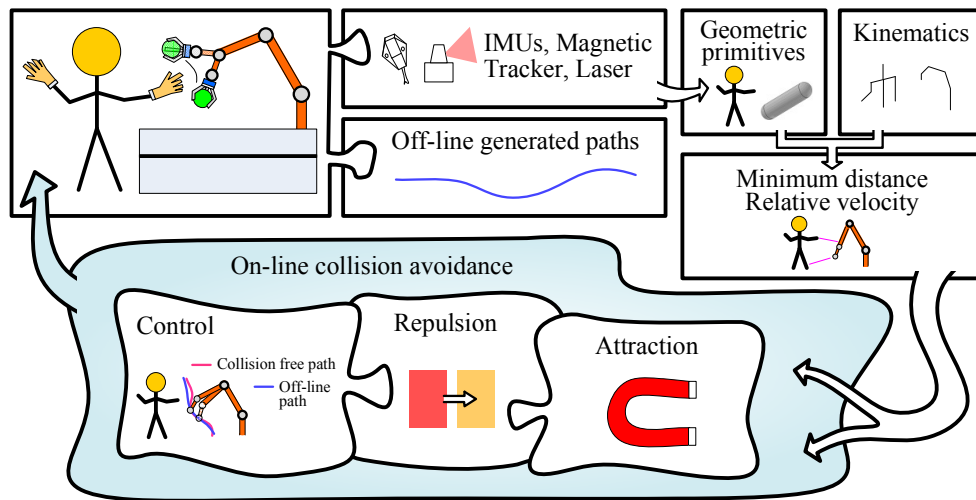 IMUs, Magnetic
Tracker, Laser
Geometric
primitives
Kinematics
Off-line generated paths
Minimum distance
Relative velocity
On-line collision avoidance
Control
Collision free path
Off-line
path
Repulsion
Attraction